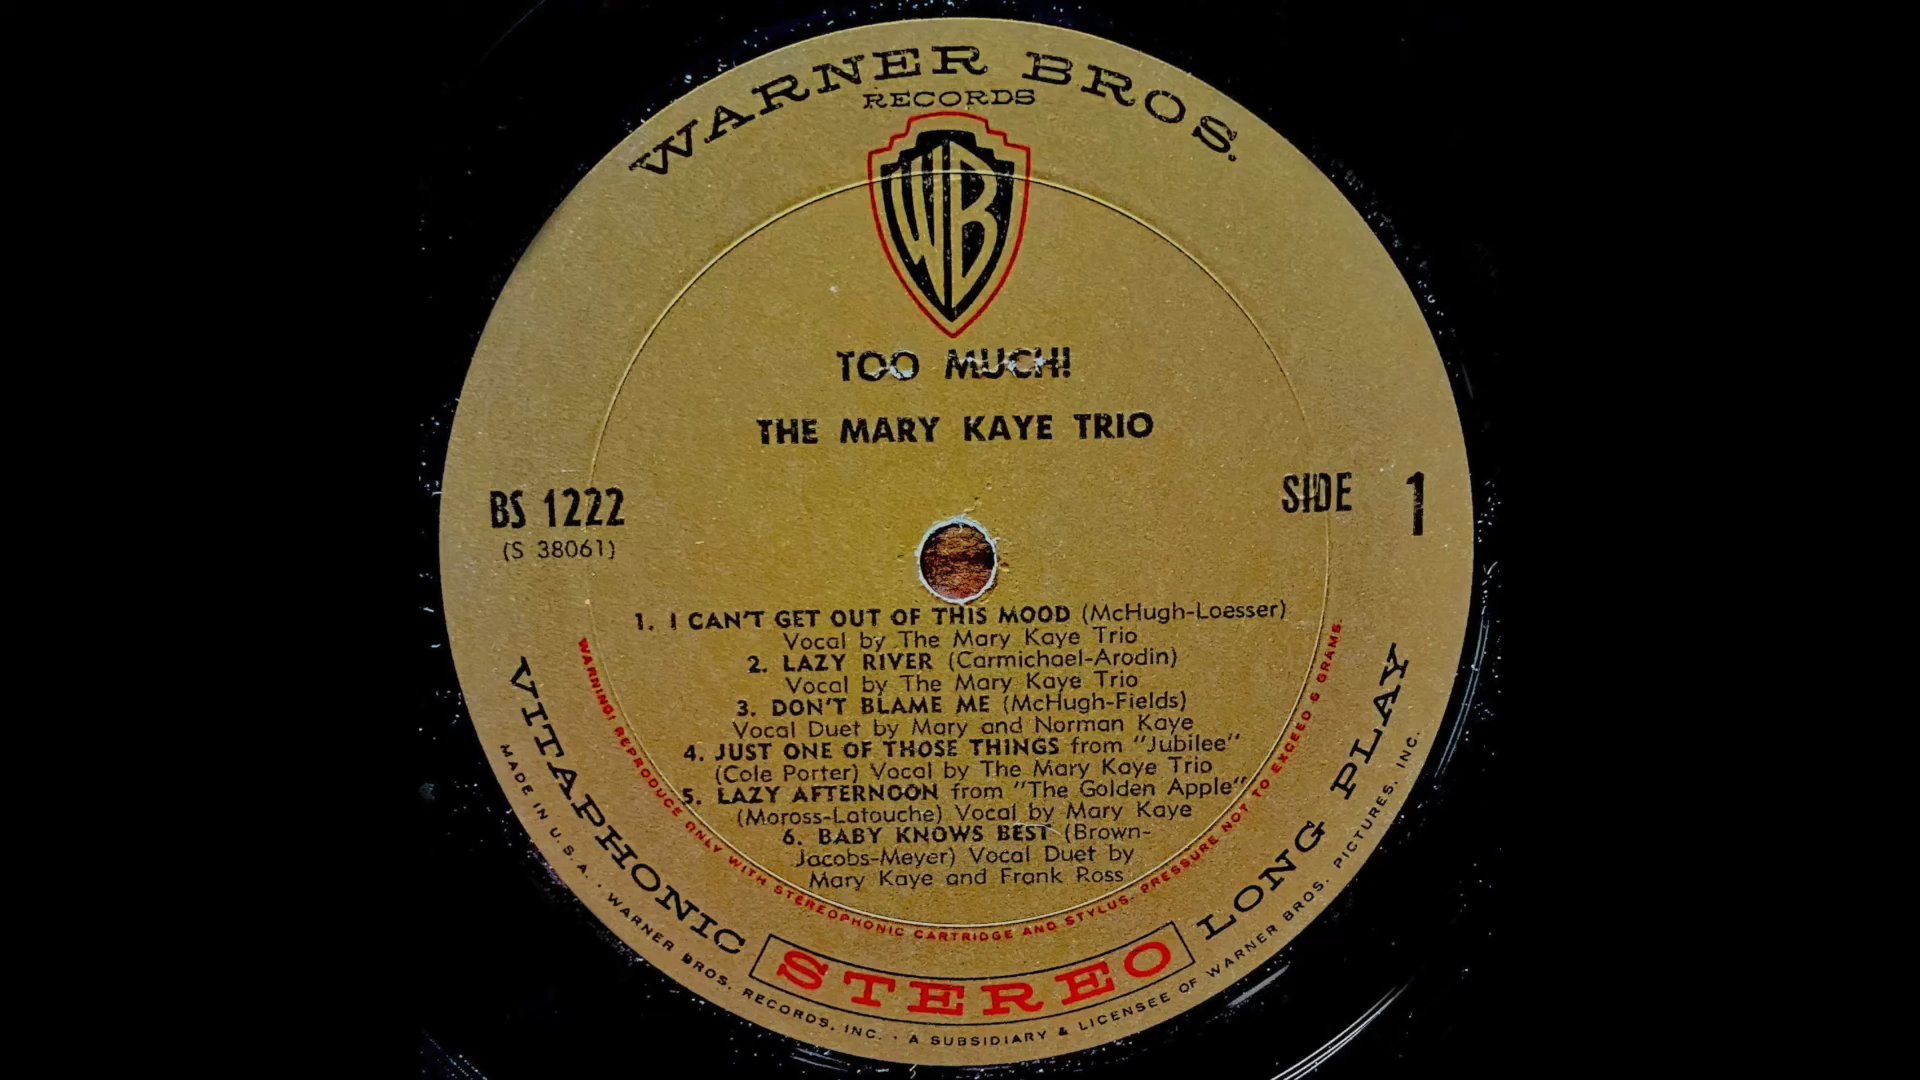 WARNER BROS.
RECORDS
WB
TOO MUCH!
THE MARY KAYE TRIO
BS 1222
(S 38061)
SIDE 1
1. I CAN'T GET OUT OF THIS MOOD (McHugh-Loesser)
Vocal by The Mary Kaye Trio
2. LAZY RIVER (Carmichael-Arodin)
Vocal by The Mary Kaye Trio
3. DON'T BLAME ME (McHugh-Fields)
Vocal Duet by Mary and Norman Kaye
4. JUST ONE OF THOSE THINGS from "Jubilee"
(Cole Porter) Vocal by The Mary Kaye Trio
5. LAZY AFTERNOON from "The Golden Apple"
(Moross-Latouche) Vocal by Mary Kaye
6. BABY KNOWS BEST (Brown-
Jacobs-Meyer) Vocal Duet by
Mary Kaye and Frank Ross
WARNING: REPRODUCE ONLY WITH STEREOPHONIC CARTRIDGE AND STYLUS. PRESSURE NOT TO EXCEED 6 GRAMS.
VITAPHONIC STEREO LONG PLAY
MADE IN U.S.A. · WARNER BROS. RECORDS, INC. · A SUBSIDIARY & LICENSEE OF WARNER BROS. PICTURES, INC.